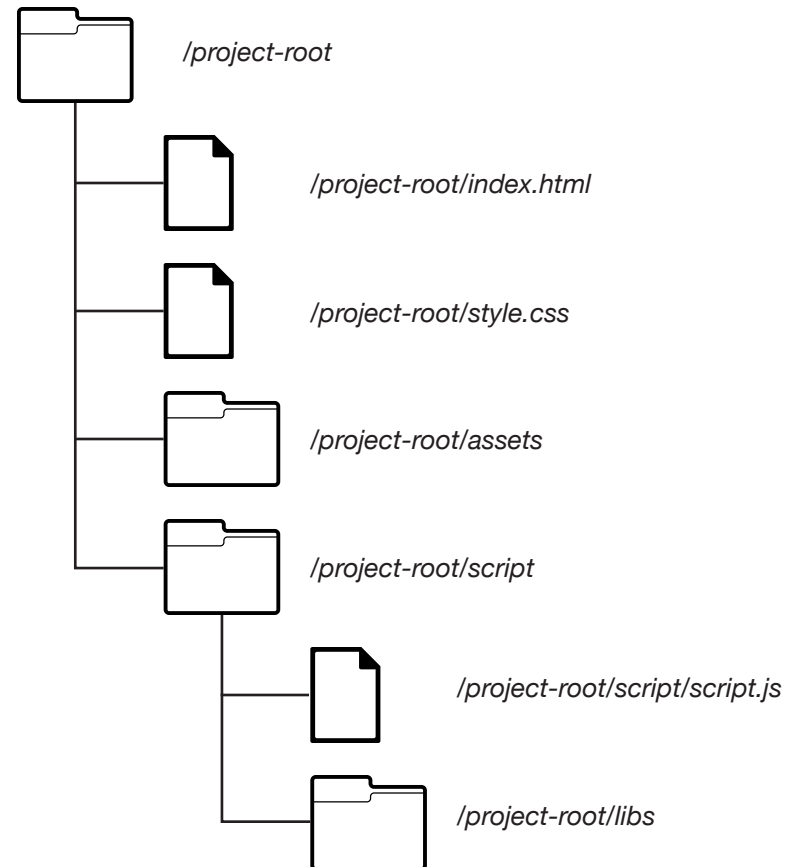 /project-root
/project-root/index.html
/project-root/style.css
/project-root/assets
/project-root/script
/project-root/script/script.js
/project-root/libs